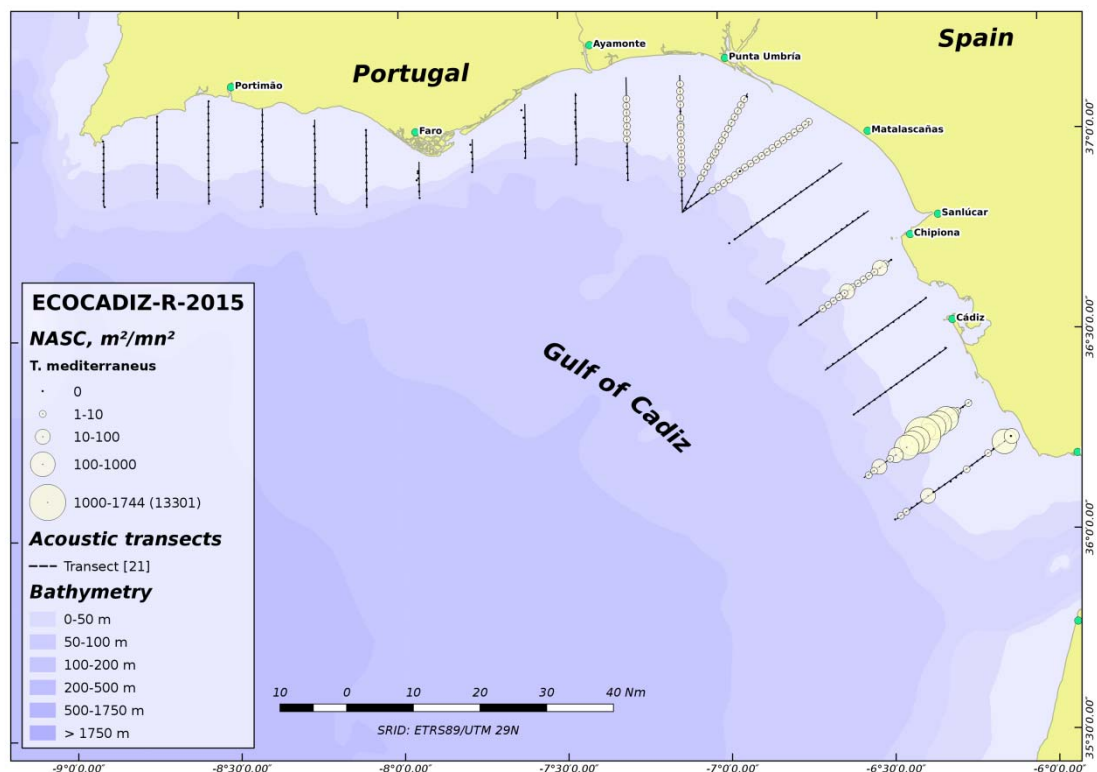 Spain
Portugal
Ayamonte
Punta Umbría
Portimão
Faro
Matalascañas
Sanlúcar
Chipiona
Cádiz
Gulf of Cadiz
ECOCADIZ-R-2015
NASC, m²/mn²
T. mediterraneus
0
1-10
10-100
100-1000
1000-1744 (13301)
Acoustic transects
Transect [21]
Bathymetry
0-50 m
50-100 m
100-200 m
200-500 m
500-1750 m
> 1750 m
10 0 10 20 30 40 Nm
SRID: ETRS89/UTM 29N
37°0'0.00"
36°30'0.00"
36°0'0.00"
35°30'0.00"
-9°0'0.00" -8°30'0.00" -8°0'0.00" -7°30'0.00" -7°0'0.00" -6°30'0.00" -6°0'0.00"